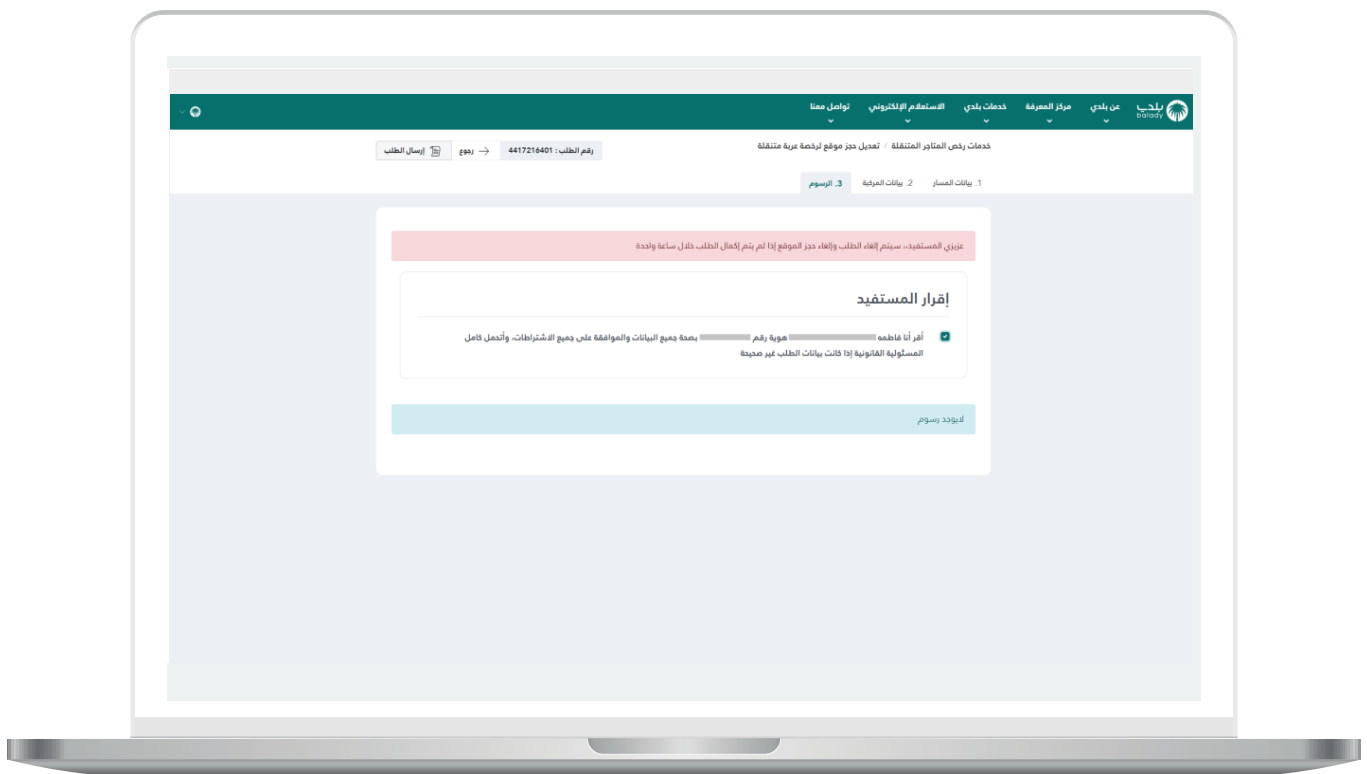 بلدي
balady
عن بلدي
مركز المعرفة
خدمات بلدي
الاستعلام الإلكتروني
تواصل معنا
خدمات رخص المتاجر المتنقلة / تعديل حجز موقع لرخصة عربة متنقلة
رقم الطلب : 4417216401
رجوع
إرسال الطلب
1. بيانات المسار
2. بيانات المركبة
3. الرسوم
عزيزي المستفيد،، سيتم إلغاء الطلب وإلغاء حجز الموقع إذا لم يتم إكمال الطلب خلال ساعة واحدة
إقرار المستفيد
أقر أنا فاطمه هوية رقم بصحة جميع البيانات والموافقة على جميع الاشتراطات، وأتحمل كامل
المسئولية القانونية إذا كانت بيانات الطلب غير صحيحة
لايوجد رسوم